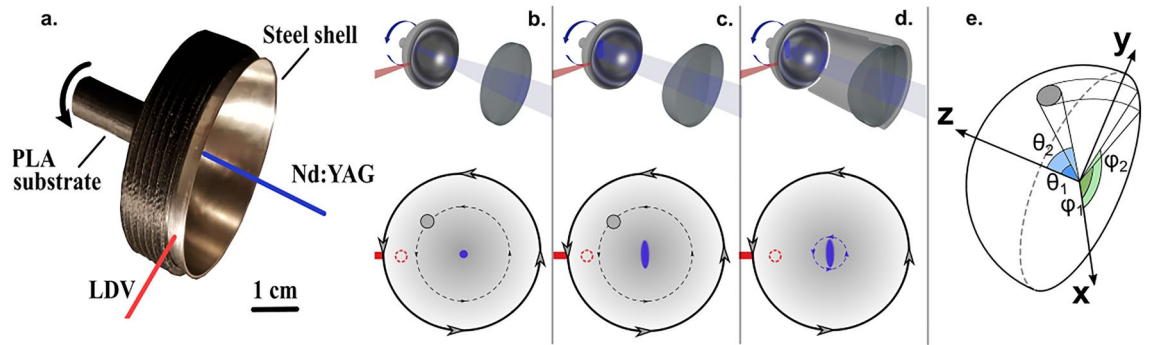 a.
Steel shell
PLA
substrate
Nd:YAG
LDV
1 cm
b.
c.
d.
e.
y
z
θ2
θ1
φ2
φ1
x